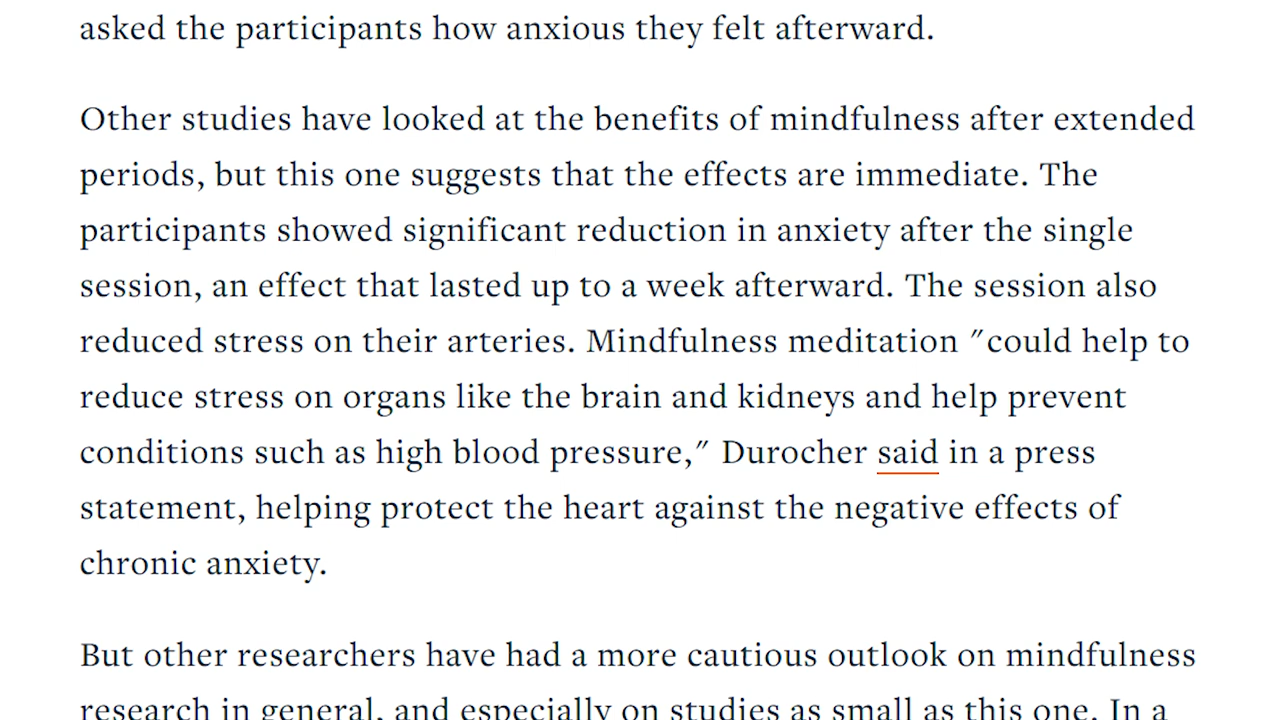 asked the participants how anxious they felt afterward.
Other studies have looked at the benefits of mindfulness after extended
periods, but this one suggests that the effects are immediate. The
participants showed significant reduction in anxiety after the single
session, an effect that lasted up to a week afterward. The session also
reduced stress on their arteries. Mindfulness meditation "could help to
reduce stress on organs like the brain and kidneys and help prevent
conditions such as high blood pressure," Durocher said in a press
statement, helping protect the heart against the negative effects of
chronic anxiety.
But other researchers have had a more cautious outlook on mindfulness
research in general, and especially on studies as small as this one. In a